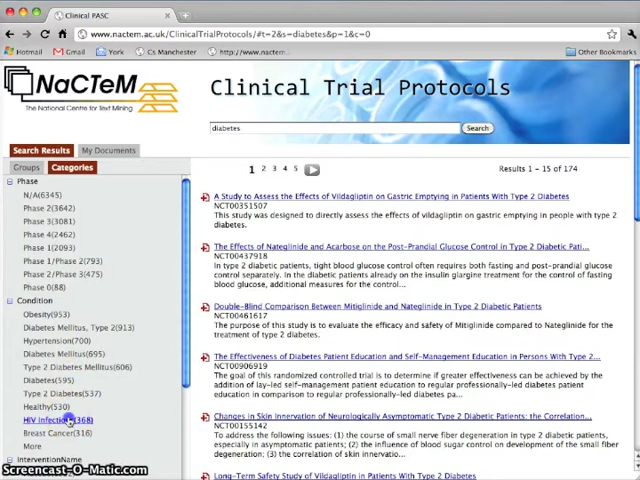 Clinical PASC
www.nactem.ac.uk/ClinicalTrialProtocols/#t=2&s=diabetes&p=1&c=0
Hotmail Gmail York Cs Manchester http://www.nactem... Other Bookmarks
NaCTeM
The National Centre for Text Mining
Clinical Trial Protocols
diabetes Search
Search Results My Documents
Groups Categories
1 2 3 4 5 Results 1 - 15 of 174
Phase
N/A(6345)
Phase 2(3642)
Phase 3(3081)
Phase 4(2462)
Phase 1(2093)
Phase 1/Phase 2(793)
Phase 2/Phase 3(475)
Phase 0(88)
Condition
Obesity(953)
Diabetes Mellitus, Type 2(913)
Hypertension(700)
Diabetes Mellitus(695)
Type 2 Diabetes Mellitus(606)
Diabetes(595)
Type 2 Diabetes(537)
Healthy(530)
HIV Infections(368)
Breast Cancer(316)
More
InterventionName
A Study to Assess the Effects of Vildagliptin on Gastric Emptying in Patients With Type 2 Diabetes
NCT00351507
This study was designed to directly assess the effects of vildagliptin on gastric emptying in people with type 2
diabetes.
The Effects of Nateglinide and Acarbose on the Post-Prandial Glucose Control in Type 2 Diabetic Pati...
NCT00437918
In type 2 diabetic patients, tight blood glucose control often requires both fasting and post-prandial glucose
control. In the diabetic patients already on the insulin glargine treatment for the control of fasting
blood glucose, additional measures for the control of...
Double-Blind Comparison Between Mitiglinide and Nateglinide in Type 2 Diabetic Patients
NCT00461617
The purpose of this study is to evaluate the efficacy and safety of Mitiglinide compared to Nateglinide for the
treatment of type 2 diabetes.
The Effectiveness of Diabetes Patient Education and Self-Management Education in Persons With Type 2...
NCT00906919
The goal of this randomized controlled trial is to determine if greater effectiveness can be achieved by the
addition of lay-led self-management programmes to regular professionally-led diabetes patient
education as compared to regular professionally-led diabetes patient education...
Changes in Skin Innervation of Neurologically Asymptomatic Type 2 Diabetic Patients: the Correlation...
NCT00155142
To address the following issues: (1) the course of small nerve fiber degeneration in type 2 diabetic patients,
especially in asymptomatic patients; (2) the influence of blood sugar control on development of neuropathy;
(3) the correlation of skin innervation...
Long-Term Safety Study of Vildagliptin in Patients with Type 2 Diabetes
Screencast-O-Matic.com